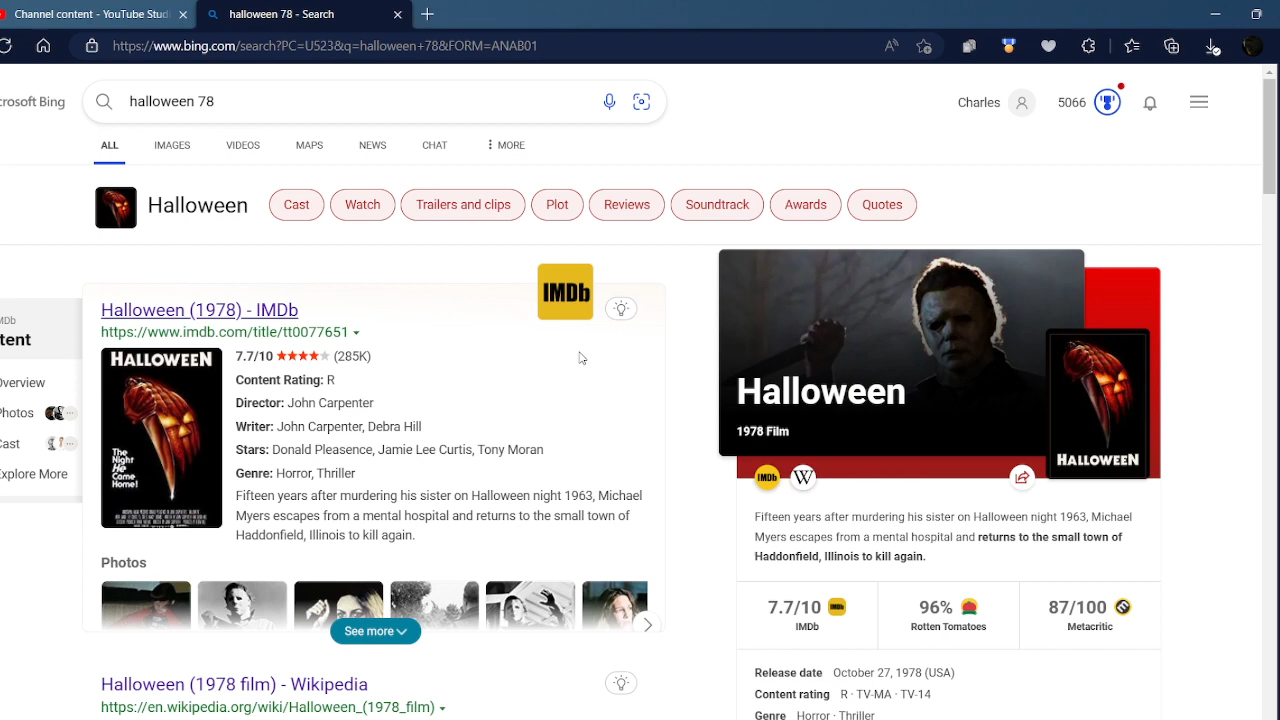 Channel content - YouTube Studi
halloween 78 - Search
https://www.bing.com/search?PC=U523&q=halloween+78&FORM=ANAB01
crosoft Bing
halloween 78
Charles
5066
ALL
IMAGES
VIDEOS
MAPS
NEWS
CHAT
MORE
Halloween
Cast
Watch
Trailers and clips
Plot
Reviews
Soundtrack
Awards
Quotes
MDb
tent
Overview
Photos
Cast
Explore More
Halloween (1978) - IMDb
https://www.imdb.com/title/tt0077651
IMDb
HALLOWEEN
The
Night
He
Came
Home!
7.7/10 ★★★★★ (285K)
Content Rating: R
Director: John Carpenter
Writer: John Carpenter, Debra Hill
Stars: Donald Pleasence, Jamie Lee Curtis, Tony Moran
Genre: Horror, Thriller
Fifteen years after murdering his sister on Halloween night 1963, Michael
Myers escapes from a mental hospital and returns to the small town of
Haddonfield, Illinois to kill again.
Photos
See more
Halloween (1978 film) - Wikipedia
https://en.wikipedia.org/wiki/Halloween_(1978_film)
Halloween
1978 Film
HALLOWEEN
IMDb
W
Fifteen years after murdering his sister on Halloween night 1963, Michael
Myers escapes from a mental hospital and returns to the small town of
Haddonfield, Illinois to kill again.
7.7/10
IMDb
96%
Rotten Tomatoes
87/100
Metacritic
Release date October 27, 1978 (USA)
Content rating R · TV-MA · TV-14
Genre Horror · Thriller